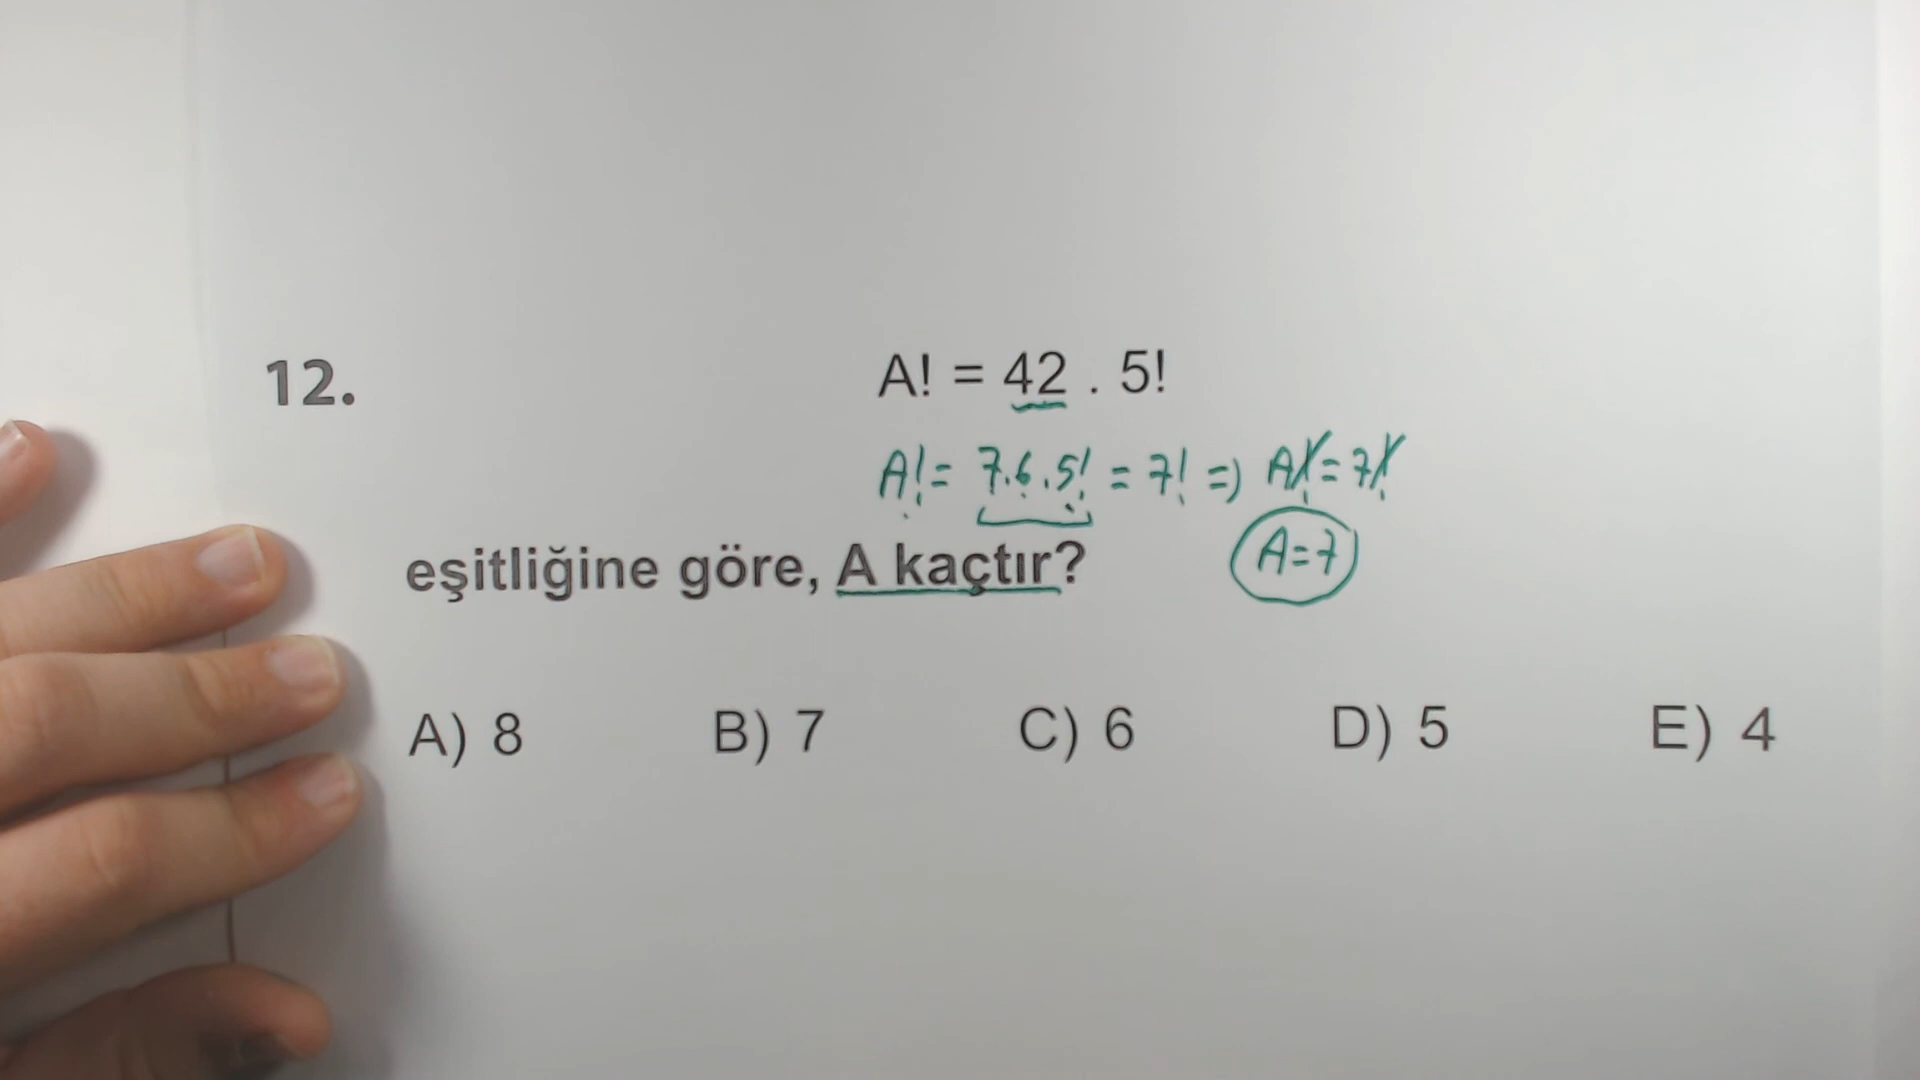 12.
A! = 42 . 5!
A! = 7.6.5! = 7! => A! = 7!
A=7
eşitliğine göre, A kaçtır?
A) 8 B) 7 C) 6 D) 5 E) 4